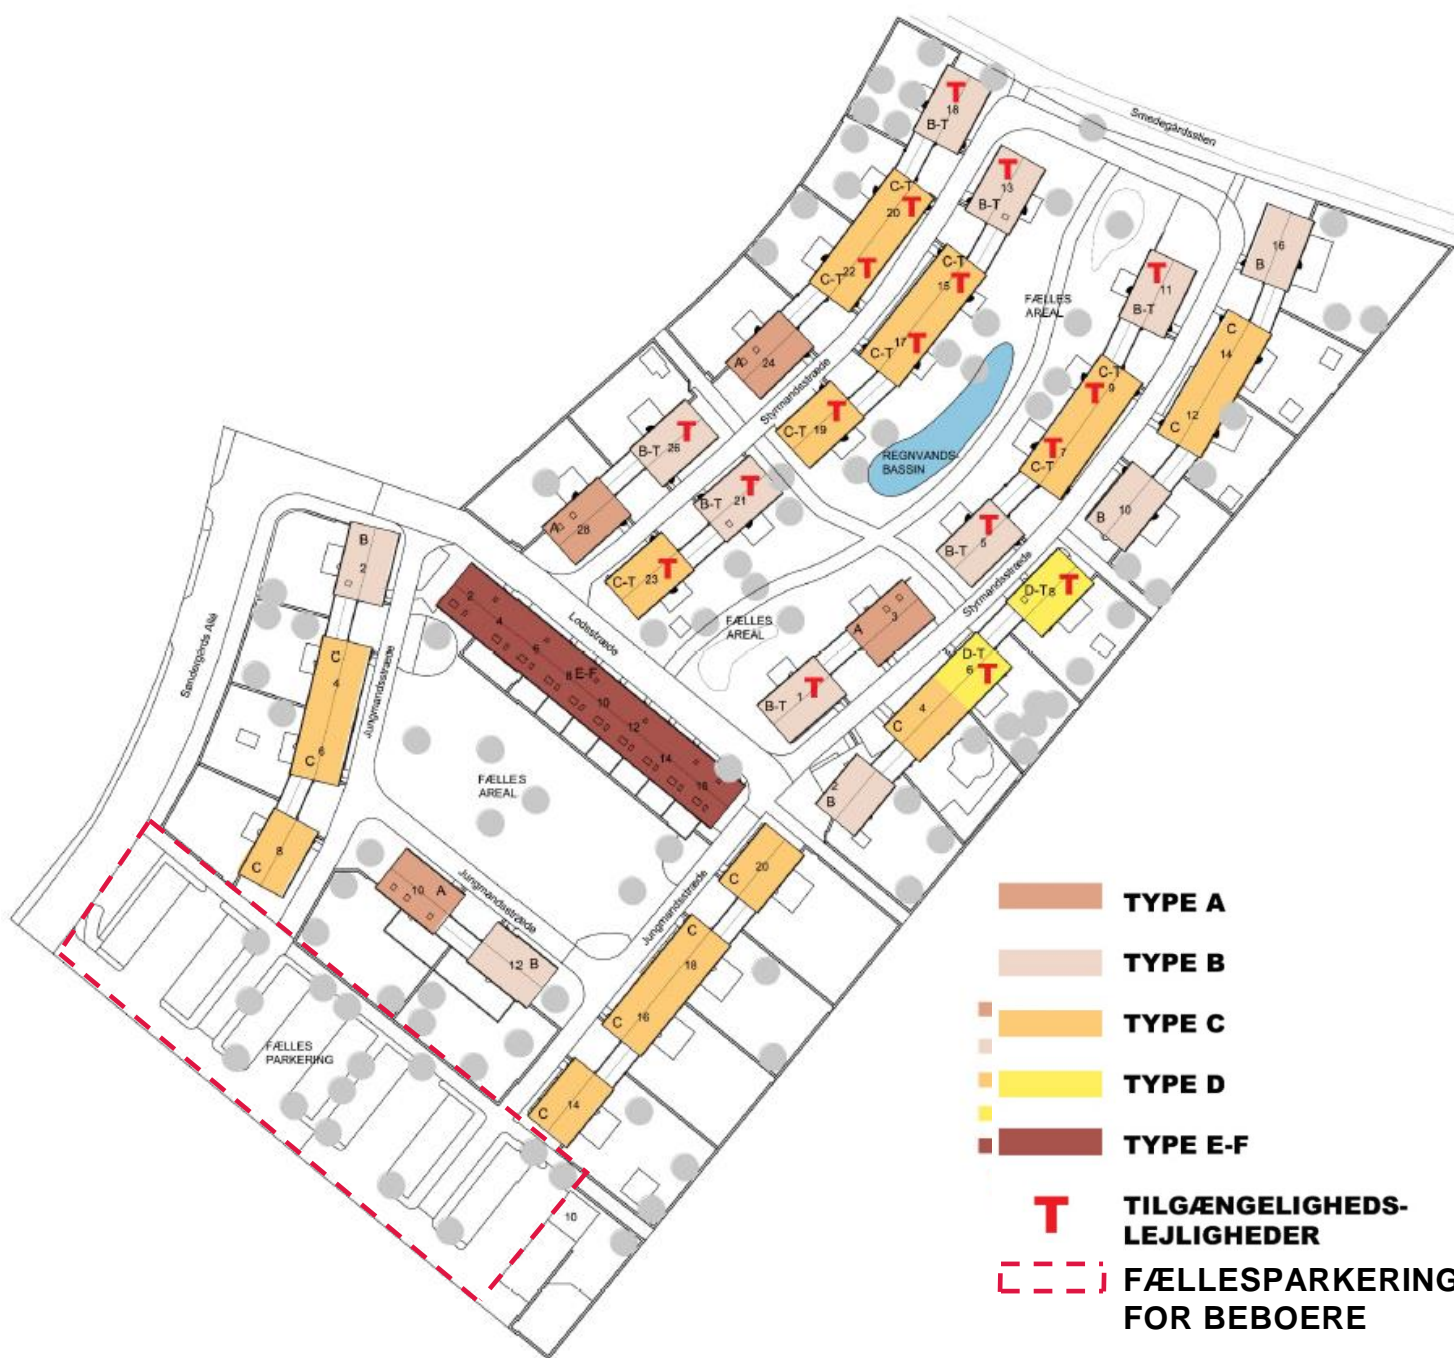 Smedegårdsstien
18
B-T
T
C-T
20
T
C-T
22
T
A
24
13
B-T
T
C-T
15
T
C-T
17
T
C-T
19
T
FÆLLES
AREAL
11
B-T
T
C-T
9
T
C-T
7
T
B-T
5
T
16
B
C
14
C
12
B
10
REGNVANDS-
BASSIN
Styrmandsstræde
B-T
26
T
A
28
B-T
21
T
C-T
23
T
Styrmandsstræde
D-T
8
T
D-T
6
T
C
4
2
B
A
3
B-T
1
T
FÆLLES
AREAL
Lodsstræde
2
4
6
8
E-F
10
12
14
16
B
2
C
4
C
6
C
8
Søndergårds Allé
Jungmandsstræde
FÆLLES
AREAL
10
A
Jungmandsstræde
12
B
Jungmandsstræde
C
20
C
18
C
16
C
14
FÆLLES
PARKERING
10
TYPE A
TYPE B
TYPE C
TYPE D
TYPE E-F
T
TILGÆNGELIGHEDS-
LEJLIGHEDER
FÆLLESPARKERING
FOR BEBOERE